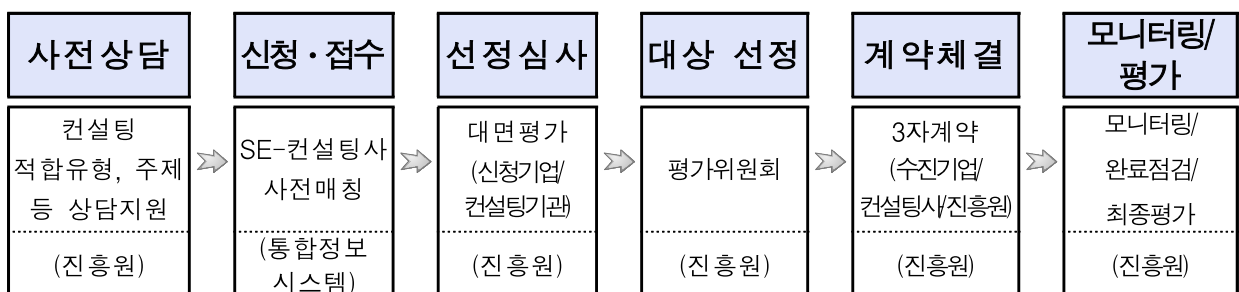 사전상담
컨설팅
적합유형, 주제
등 상담지원
(진흥원)
신청·접수
SE-컨설팅사
사전매칭
(통합정보
시스템)
선정심사
대면평가
(신청기업/
컨설팅기관)
(진흥원)
대상 선정
평가위원회
(진흥원)
계약체결
3자계약
(수진기업/
컨설팅사/진흥원)
(진흥원)
모니터링/
평가
모니터링/
완료점검/
최종평가
(진흥원)